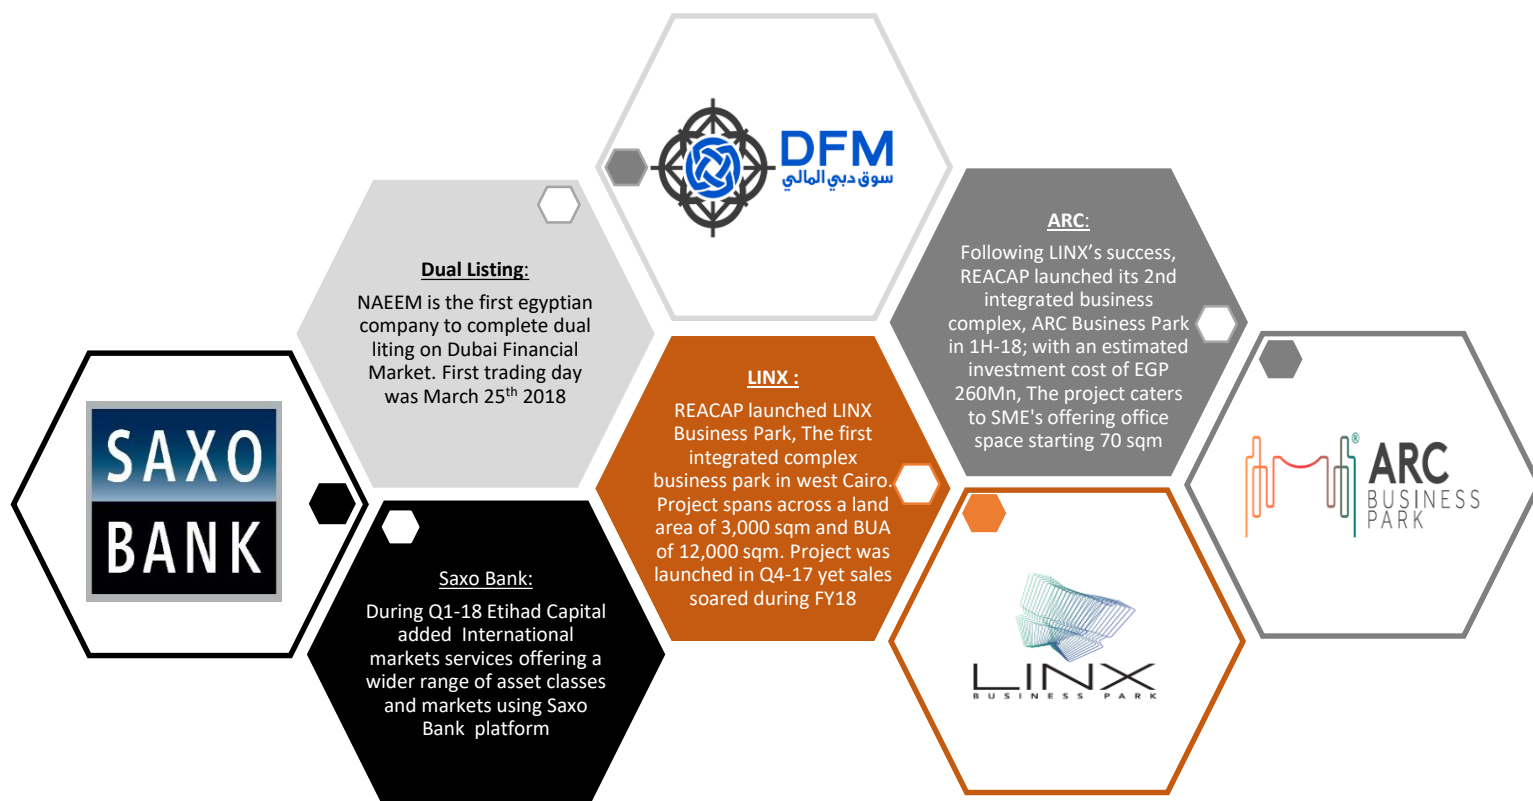 DFM
سوق دبي المالي
Dual Listing:
NAEEM is the first egyptian
company to complete dual
liting on Dubai Financial
Market. First trading day
was March 25th 2018
ARC:
Following LINX’s success,
REACAP launched its 2nd
integrated business
complex, ARC Business Park
in 1H-18; with an estimated
investment cost of EGP
260Mn, The project caters
to SME's offering office
space starting 70 sqm
SAXO
BANK
LINX :
REACAP launched LINX
Business Park, The first
integrated complex
business park in west Cairo.
Project spans across a land
area of 3,000 sqm and BUA
of 12,000 sqm. Project was
launched in Q4-17 yet sales
soared during FY18
®
ARC
BUSINESS
PARK
Saxo Bank:
During Q1-18 Etihad Capital
added  International
markets services offering a
wider range of asset classes
and markets using Saxo
Bank  platform
LINX
BUSINESS PARK